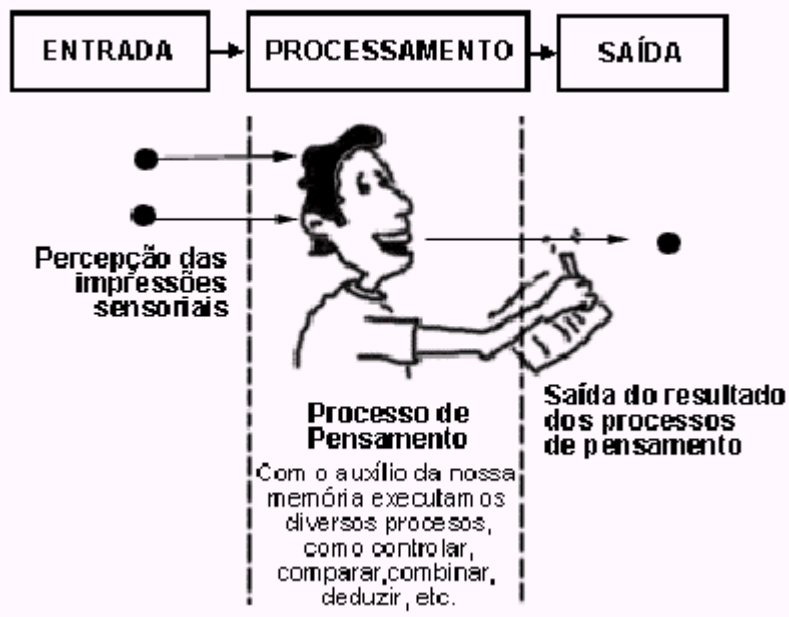 ENTRADA
PROCESSAMENTO
SAÍDA
Percepção das
impressões
sensoriais
Processo de
Pensamento
Com o auxílio da nossa
memória executamos
diversos procesos,
como controlar,
comparar,combinar,
deduzir, etc.
Saída do resultado
dos processos
de pensamento